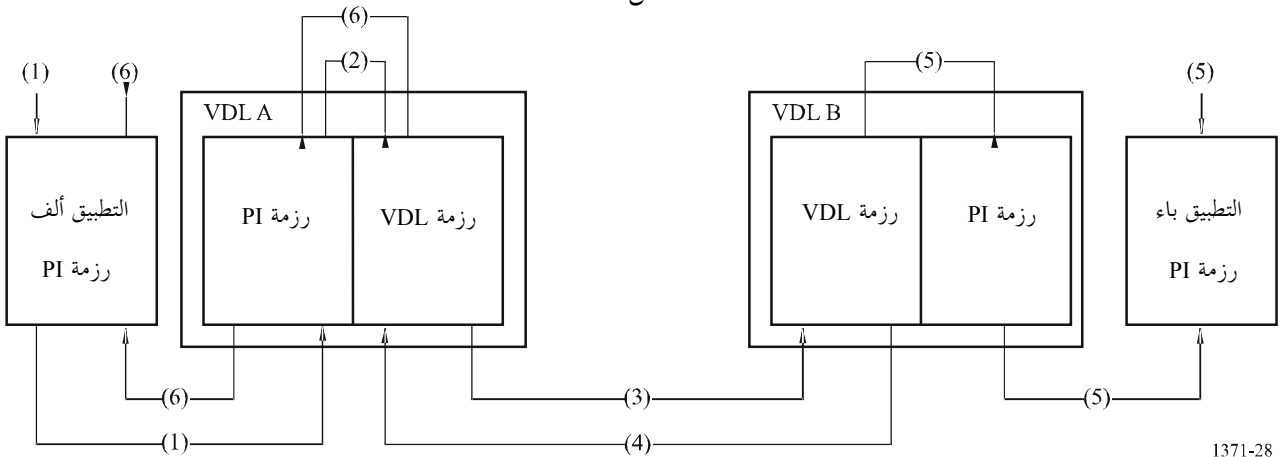 (6)
(1)
(6)
(2)
(5)
(5)
VDL A
VDL B
التطبيق ألف
رزمة PI
رزمة PI
رزمة VDL
رزمة VDL
رزمة PI
التطبيق باء
رزمة PI
(6)
(3)
(5)
(1)
(4)
1371-28